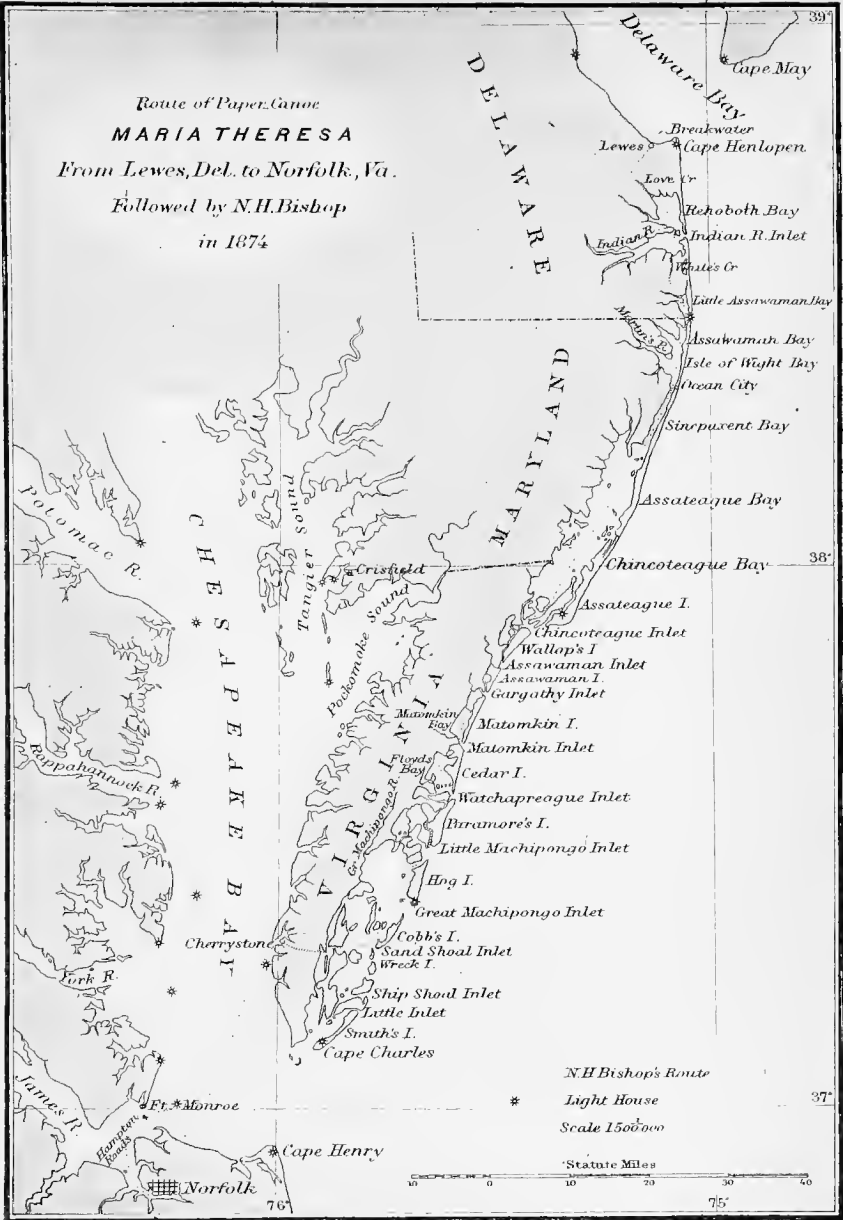 39°
Delaware Bay
Cape May
Route of Paper Canoe
MARIA THERESA
From Lewes, Del. to Norfolk, Va.
Followed by N.H. Bishop
in 1874
DELAWARE
Breakwater
Lewes
Cape Henlopen
Love Cr
Rehoboth Bay
Indian R.
Indian R. Inlet
White's Cr
Little Assawaman Bay
Martin's R.
Assawaman Bay
Isle of Wight Bay
Ocean City
MARYLAND
Sinepuxent Bay
Potomac R.
CHESAPEAKE BAY
Tangier Sound
Assateague Bay
Crisfield
Chincoteague Bay
38°
Pockomoke Sound
Assateague I.
Chincoteague Inlet
Wallop's I
Assawaman Inlet
Assawaman I.
Gargathy Inlet
VIRGINIA
Matomkin Bay
Matomkin I.
Matomkin Inlet
Rappahannock R.
Floyds Bay
Cedar I.
Watchapreague Inlet
Gr. Machipongo R.
Parramore's I.
Little Machipongo Inlet
Hog I.
Great Machipongo Inlet
Cherrystone
Cobb's I.
Sand Shoal Inlet
Wreck I.
York R.
Ship Shoal Inlet
Little Inlet
Smith's I.
Cape Charles
N.H Bishop's Route
Light House
37°
Scale 1500000
James R.
Ft. Monroe
Hampton Roads
Cape Henry
Statute Miles
10 0 10 20 30 40
Norfolk
76°
75°